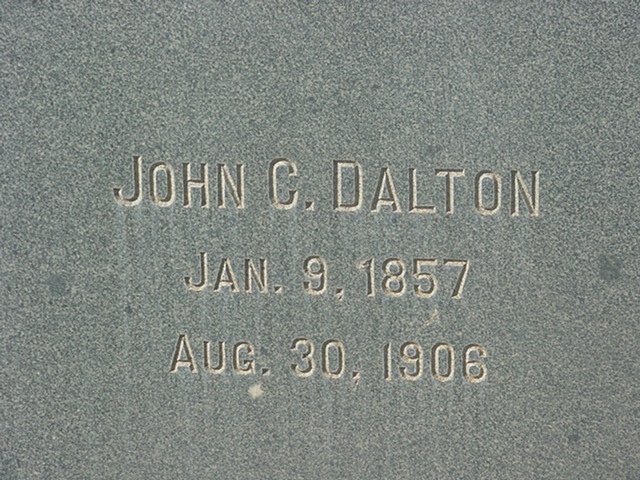 JOHN C. DALTON
JAN. 9, 1857
AUG. 30, 1906